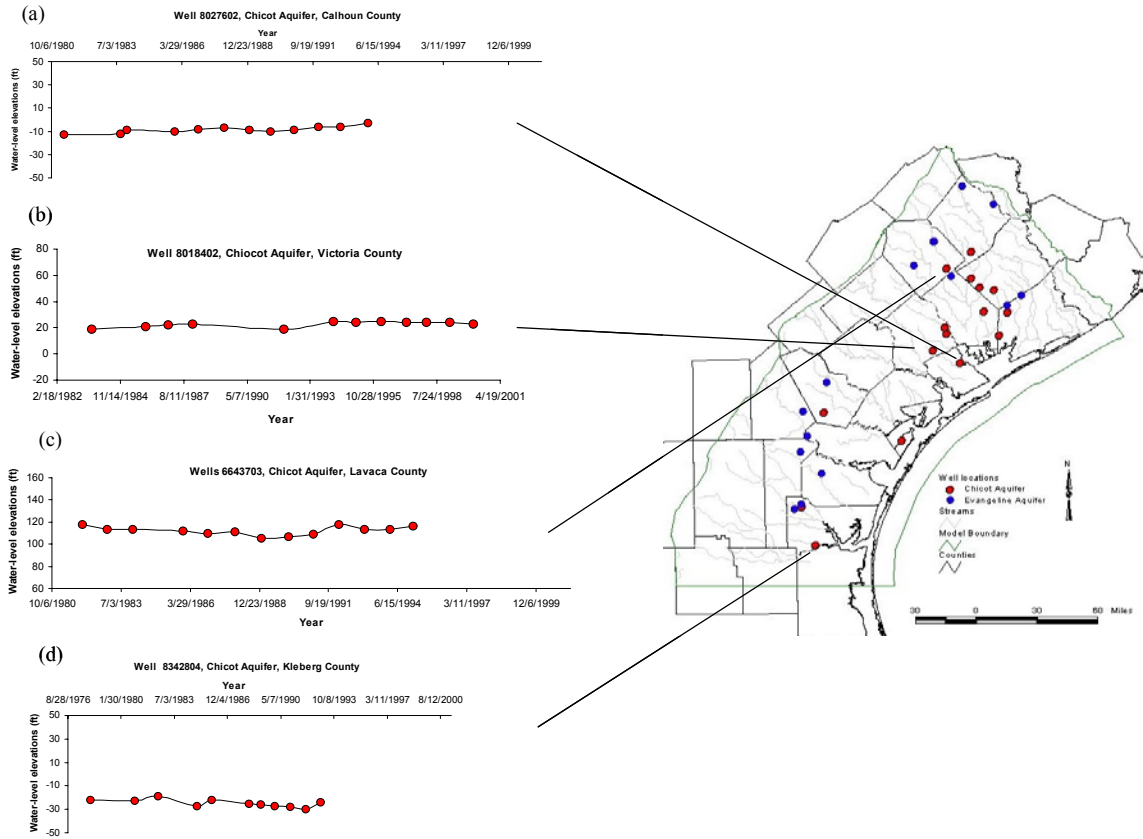 (a)
Well 8027602, Chicot Aquifer, Calhoun County
Year
10/6/1980 7/3/1983 3/29/1986 12/23/1988 9/19/1991 6/15/1994 3/11/1997 12/6/1999
Water-level elevations (ft)
50
10
-10
-30
-50
(b)
Well 8018402, Chiocot Aquifer, Victoria County
Water-level elevations (ft)
80
60
40
20
0
-20
2/18/1982 11/14/1984 8/11/1987 5/7/1990 1/31/1993 10/28/1995 7/24/1998 4/19/2001
Year
(c)
Wells 6643703, Chicot Aquifer, Lavaca County
Water-level elevations (ft)
160
140
120
100
80
60
10/6/1980 7/3/1983 3/29/1986 12/23/1988 9/19/1991 6/15/1994 3/11/1997 12/6/1999
Year
(d)
Well 8342804, Chicot Aquifer, Kleberg County
Year
8/28/1976 1/30/1980 7/3/1983 12/4/1986 5/7/1990 10/8/1993 3/11/1997 8/12/2000
Water-level elevations (ft)
50
-10
-30
-50
Well locations
Chicot Aquifer
Evangeline Aquifer
Streams
Model Boundary
Counties
N
30 0 30 60 Miles